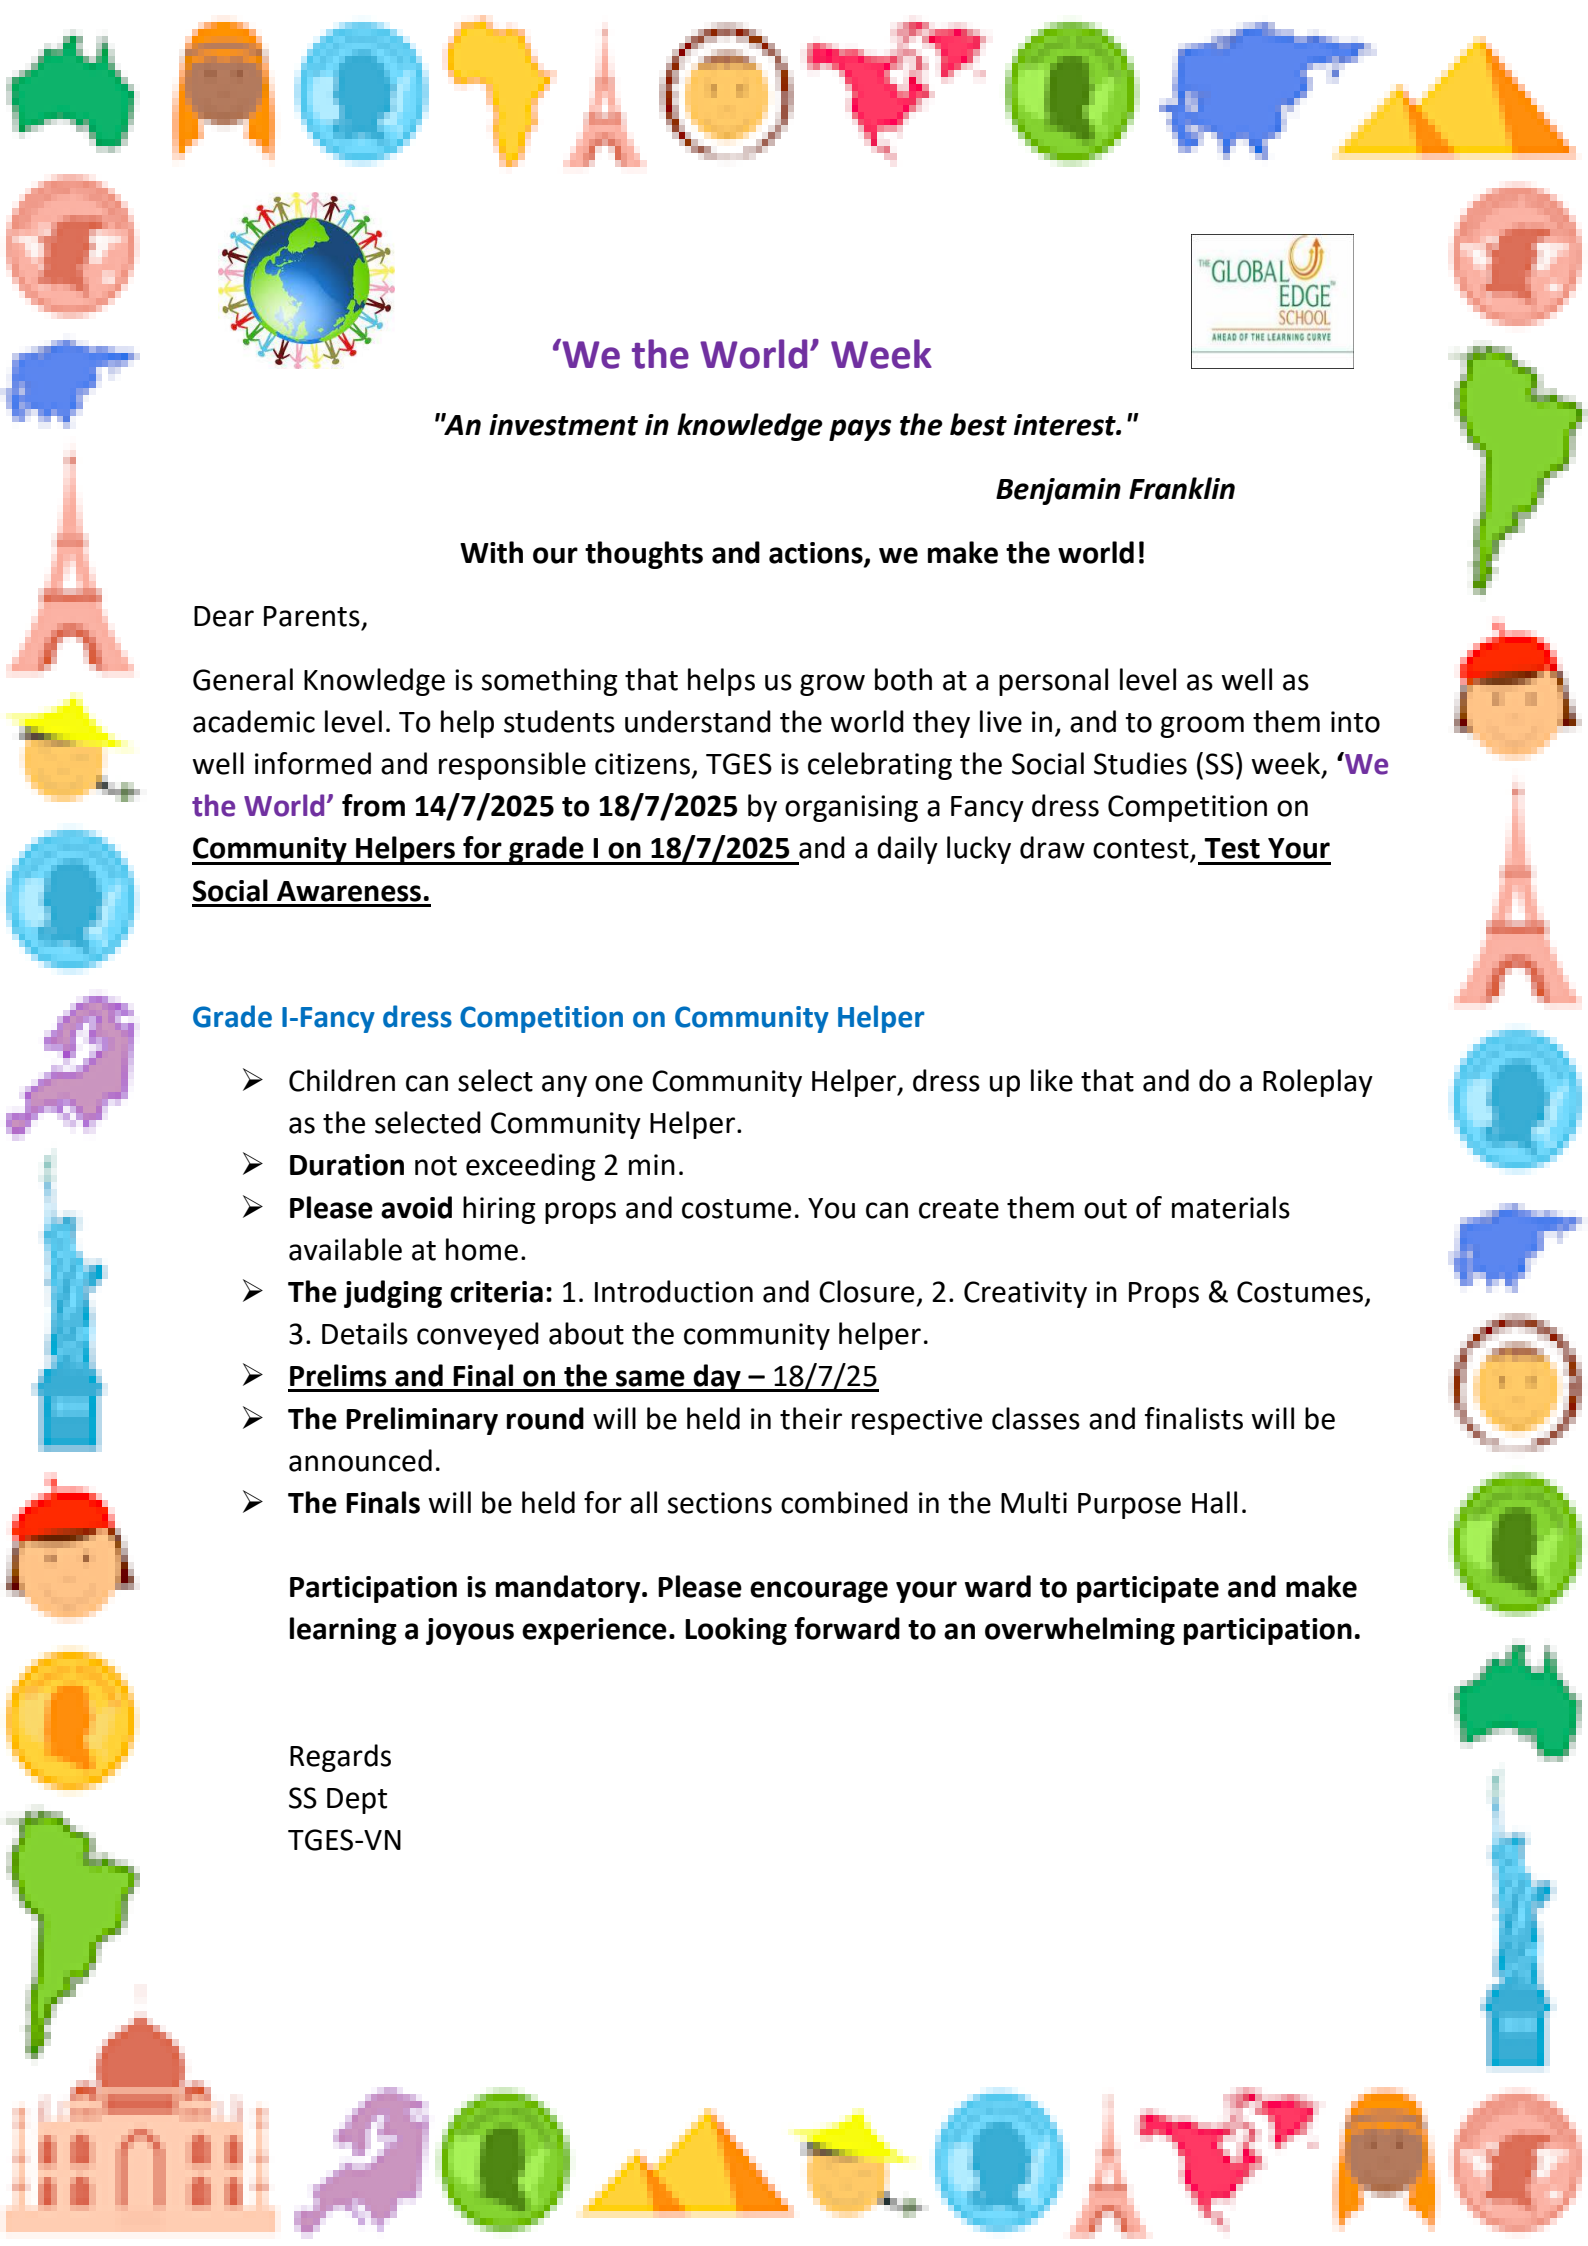 THE GLOBAL
EDGE
SCHOOL
AHEAD OF THE LEARNING CURVE
‘We the World’ Week
"An investment in knowledge pays the best interest."
Benjamin Franklin
With our thoughts and actions, we make the world!
Dear Parents,
General Knowledge is something that helps us grow both at a personal level as well as
academic level. To help students understand the world they live in, and to groom them into
well informed and responsible citizens, TGES is celebrating the Social Studies (SS) week, ‘We
the World’ from 14/7/2025 to 18/7/2025 by organising a Fancy dress Competition on
Community Helpers for grade I on 18/7/2025 and a daily lucky draw contest, Test Your
Social Awareness.
Grade I-Fancy dress Competition on Community Helper
➢ Children can select any one Community Helper, dress up like that and do a Roleplay
as the selected Community Helper.
➢ Duration not exceeding 2 min.
➢ Please avoid hiring props and costume. You can create them out of materials
available at home.
➢ The judging criteria: 1. Introduction and Closure, 2. Creativity in Props & Costumes,
3. Details conveyed about the community helper.
➢ Prelims and Final on the same day – 18/7/25
➢ The Preliminary round will be held in their respective classes and finalists will be
announced.
➢ The Finals will be held for all sections combined in the Multi Purpose Hall.
Participation is mandatory. Please encourage your ward to participate and make
learning a joyous experience. Looking forward to an overwhelming participation.
Regards
SS Dept
TGES-VN